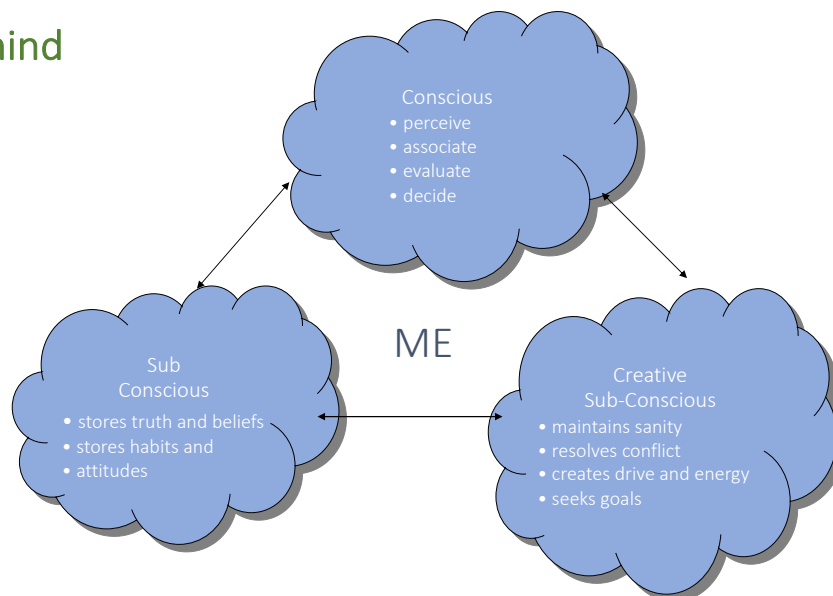 Conscious
• perceive
• associate
• evaluate
• decide
ME
Sub
Conscious
• stores truth and beliefs
• stores habits and
• attitudes
Creative
Sub-Conscious
• maintains sanity
• resolves conflict
• creates drive and energy
• seeks goals